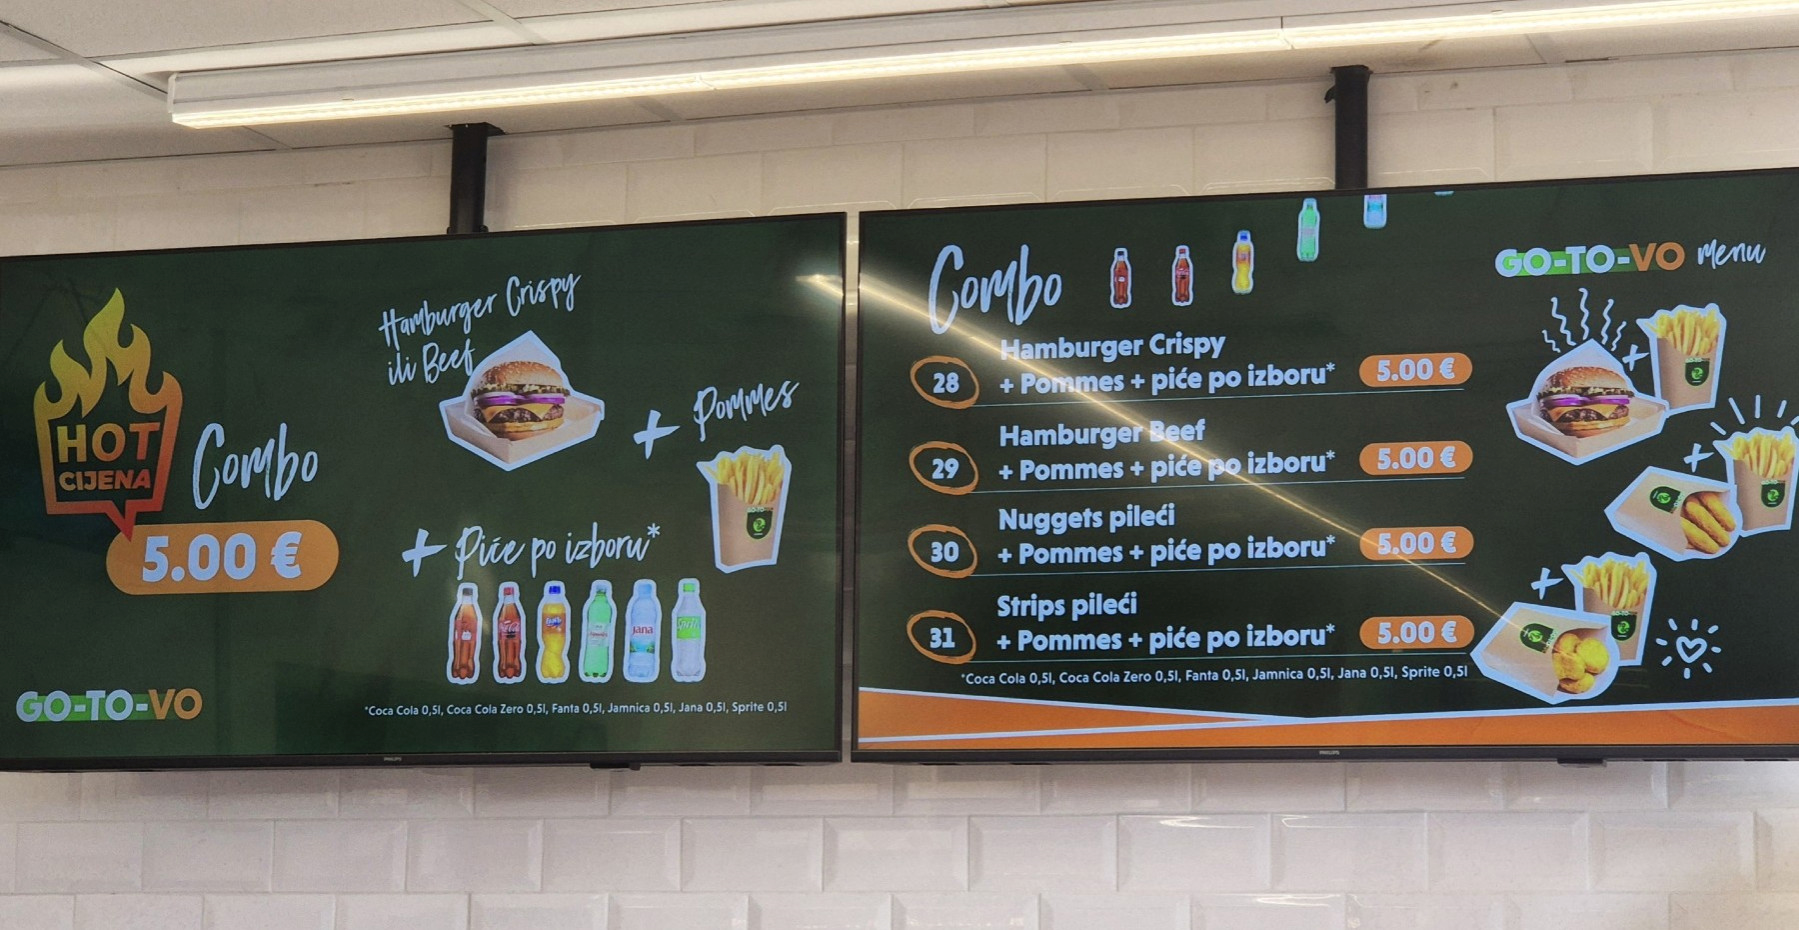 HOT
CIJENA
Combo
5.00 €
Hamburger Crispy
ili Beef
+ Pommes
+ Piće po izboru*
Jana
*Coca Cola 0,5l, Coca Cola Zero 0,5l, Fanta 0,5l, Jamnica 0,5l, Jana 0,5l, Sprite 0,5l
GO-TO-VO
PHILIPS
Combo
GO-TO-VO menu
28 Hamburger Crispy
+ Pommes + piće po izboru* 5.00 €
29 Hamburger Beef
+ Pommes + piće po izboru* 5.00 €
30 Nuggets pileći
+ Pommes + piće po izboru* 5.00 €
31 Strips pileći
+ Pommes + piće po izboru* 5.00 €
*Coca Cola 0,5l, Coca Cola Zero 0,5l, Fanta 0,5l, Jamnica 0,5l, Jana 0,5l, Sprite 0,5l
PHILIPS